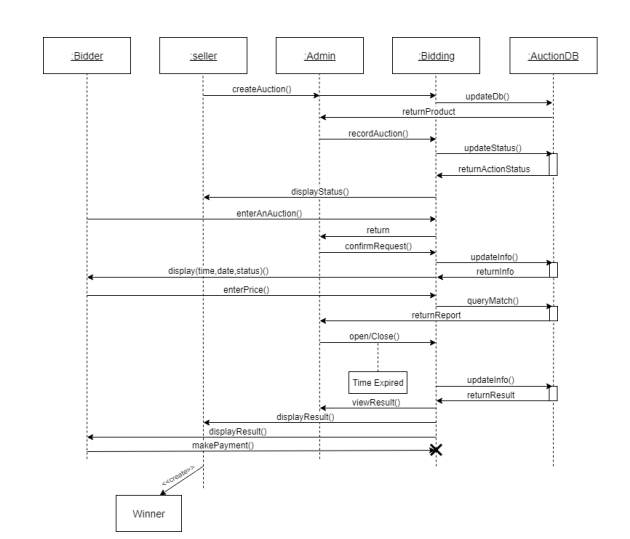 :Bidder
:seller
:Admin
:Bidding
:AuctionDB
createAuction()
updateDb()
returnProduct
recordAuction()
updateStatus()
returnActionStatus
displayStatus()
enterAnAuction()
return
confirmRequest()
updateInfo()
display(time,date,status)()
returnInfo
enterPrice()
queryMatch()
returnReport
open/Close()
Time Expired
updateInfo()
returnResult
viewResult()
displayResult()
displayResult()
makePayment()
<<create>>
Winner